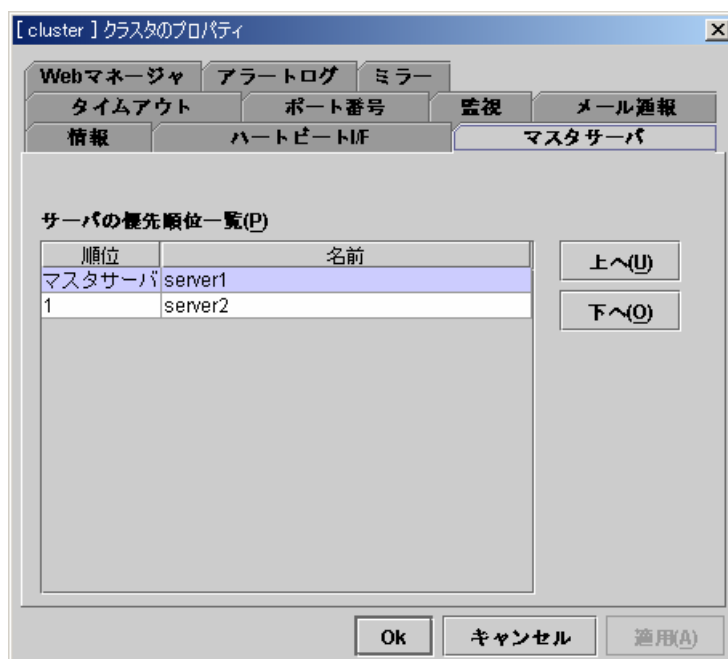 [ cluster ] クラスタのプロパティ
Webマネージャ アラートログ ミラー
タイムアウト ポート番号 監視 メール通報
情報 ハートビートI/F マスタサーバ
サーバの優先順位一覧(P)
順位 名前
マスタサーバ server1
1 server2
上へ(U)
下へ(O)
Ok キャンセル 適用(A)